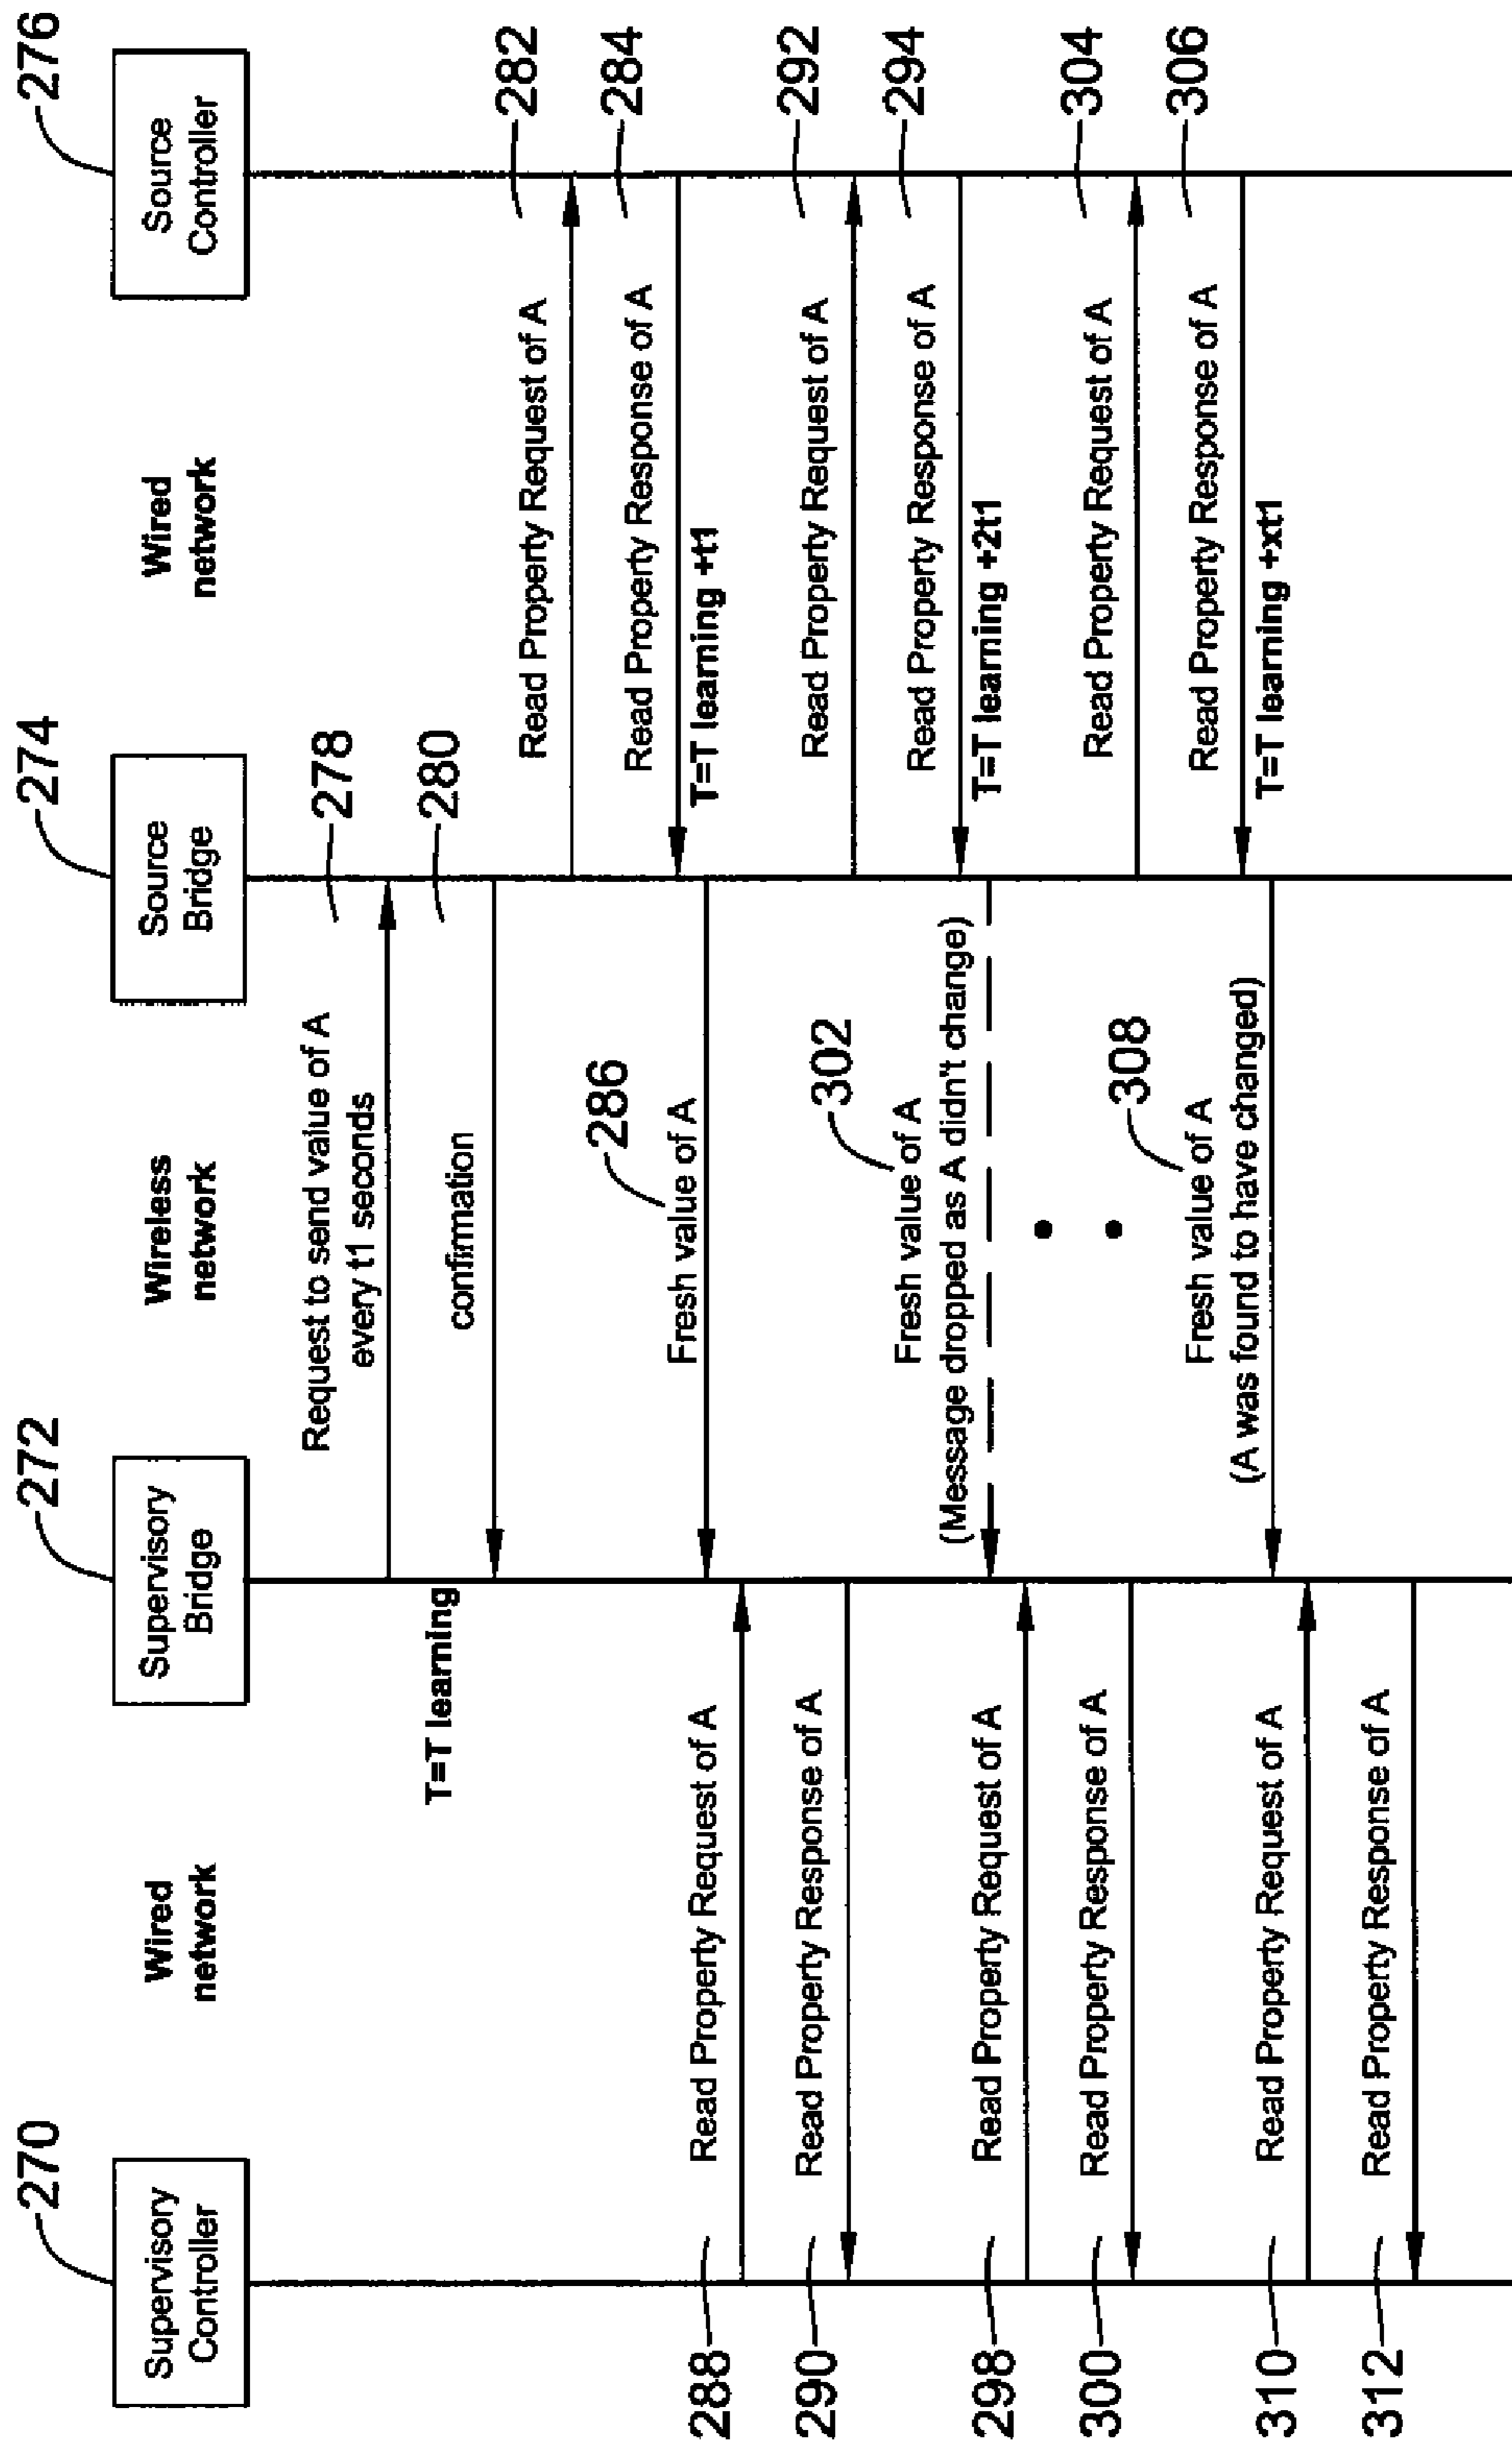 270
272
274
276
Supervisory
Controller
Supervisory
Bridge
Source
Bridge
Source
Controller
Wired
network
Wireless
network
Wired
network
Request to send value of A
every t1 seconds
278
T=T learning
confirmation
280
Read Property Request of A
282
Read Property Response of A
284
T=T learning +t1
286
Fresh value of A
288
Read Property Request of A
290
Read Property Response of A
Read Property Request of A
292
Read Property Response of A
294
T=T learning +2t1
302
Fresh value of A
(Message dropped as A didn't change)
298
Read Property Request of A
300
Read Property Response of A
Read Property Request of A
304
Read Property Response of A
306
T=T learning +xt1
308
Fresh value of A
(A was found to have changed)
310
Read Property Request of A
312
Read Property Response of A